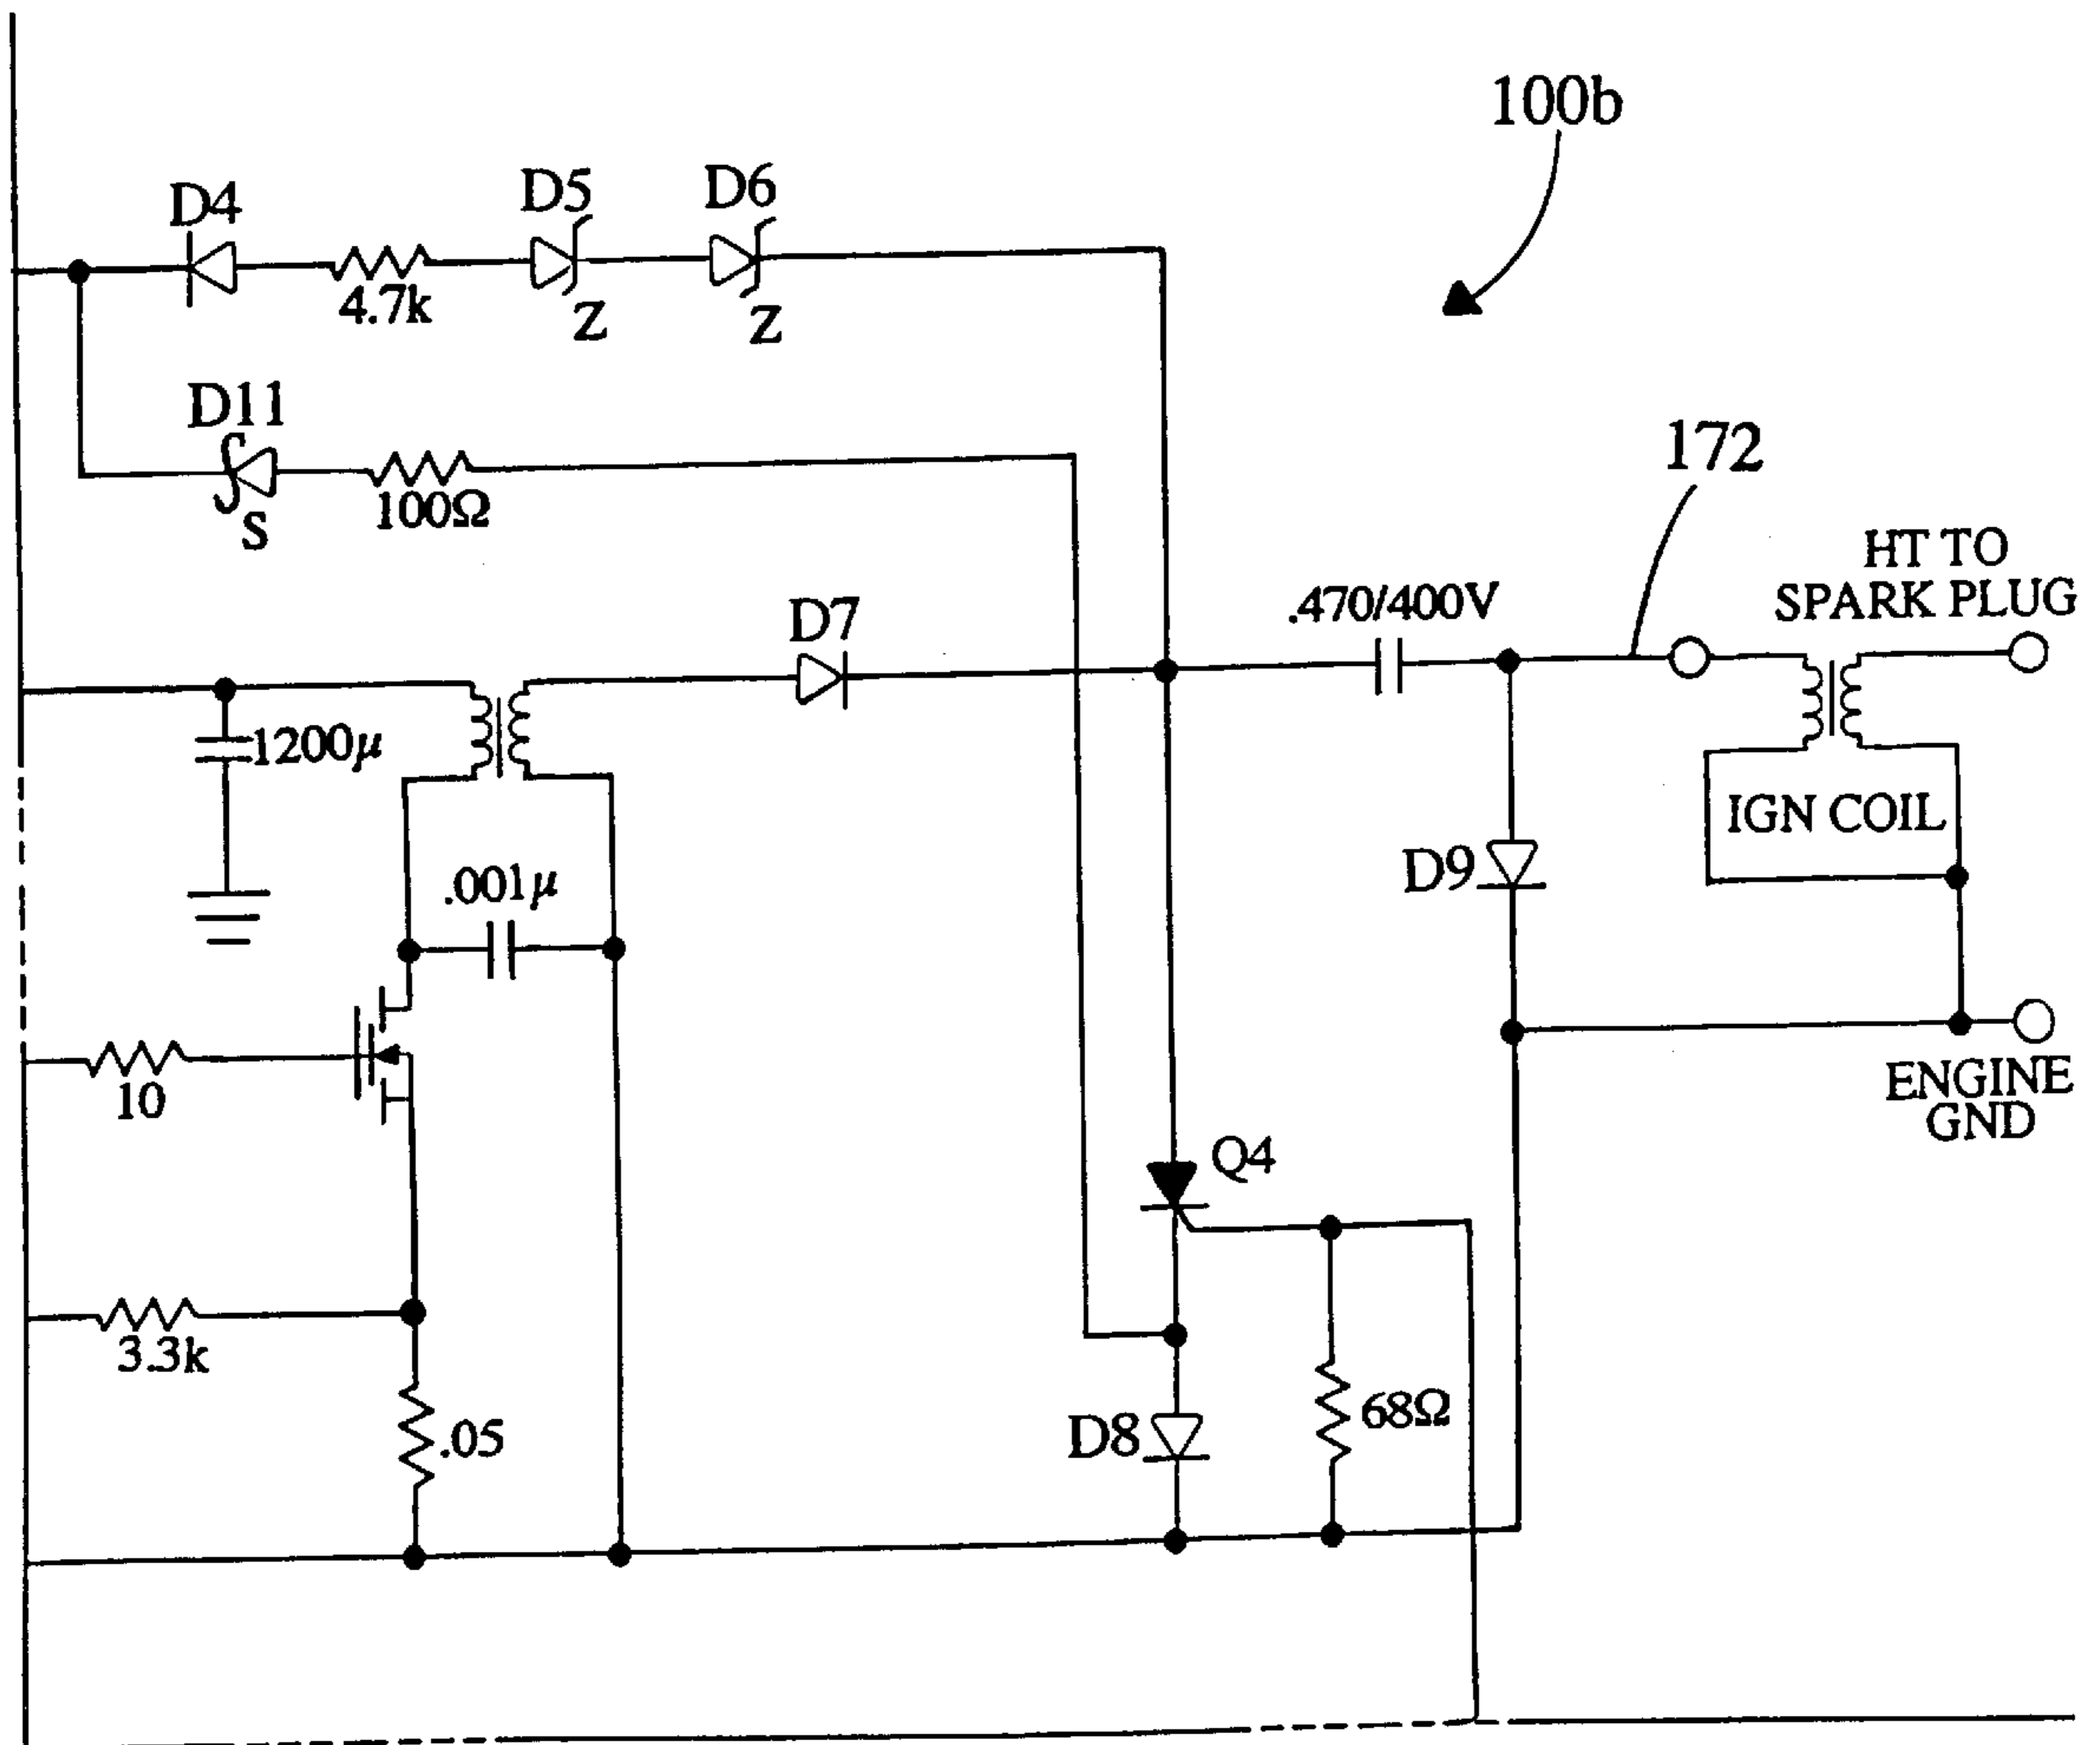 100b
D4
D5
D6
4.7k
Z
Z
D11
S
100Ω
172
HT TO
SPARK PLUG
.470/400V
D7
1200μ
IGN COIL
D9
.001μ
10
ENGINE
GND
Q4
3.3k
.05
D8
68Ω